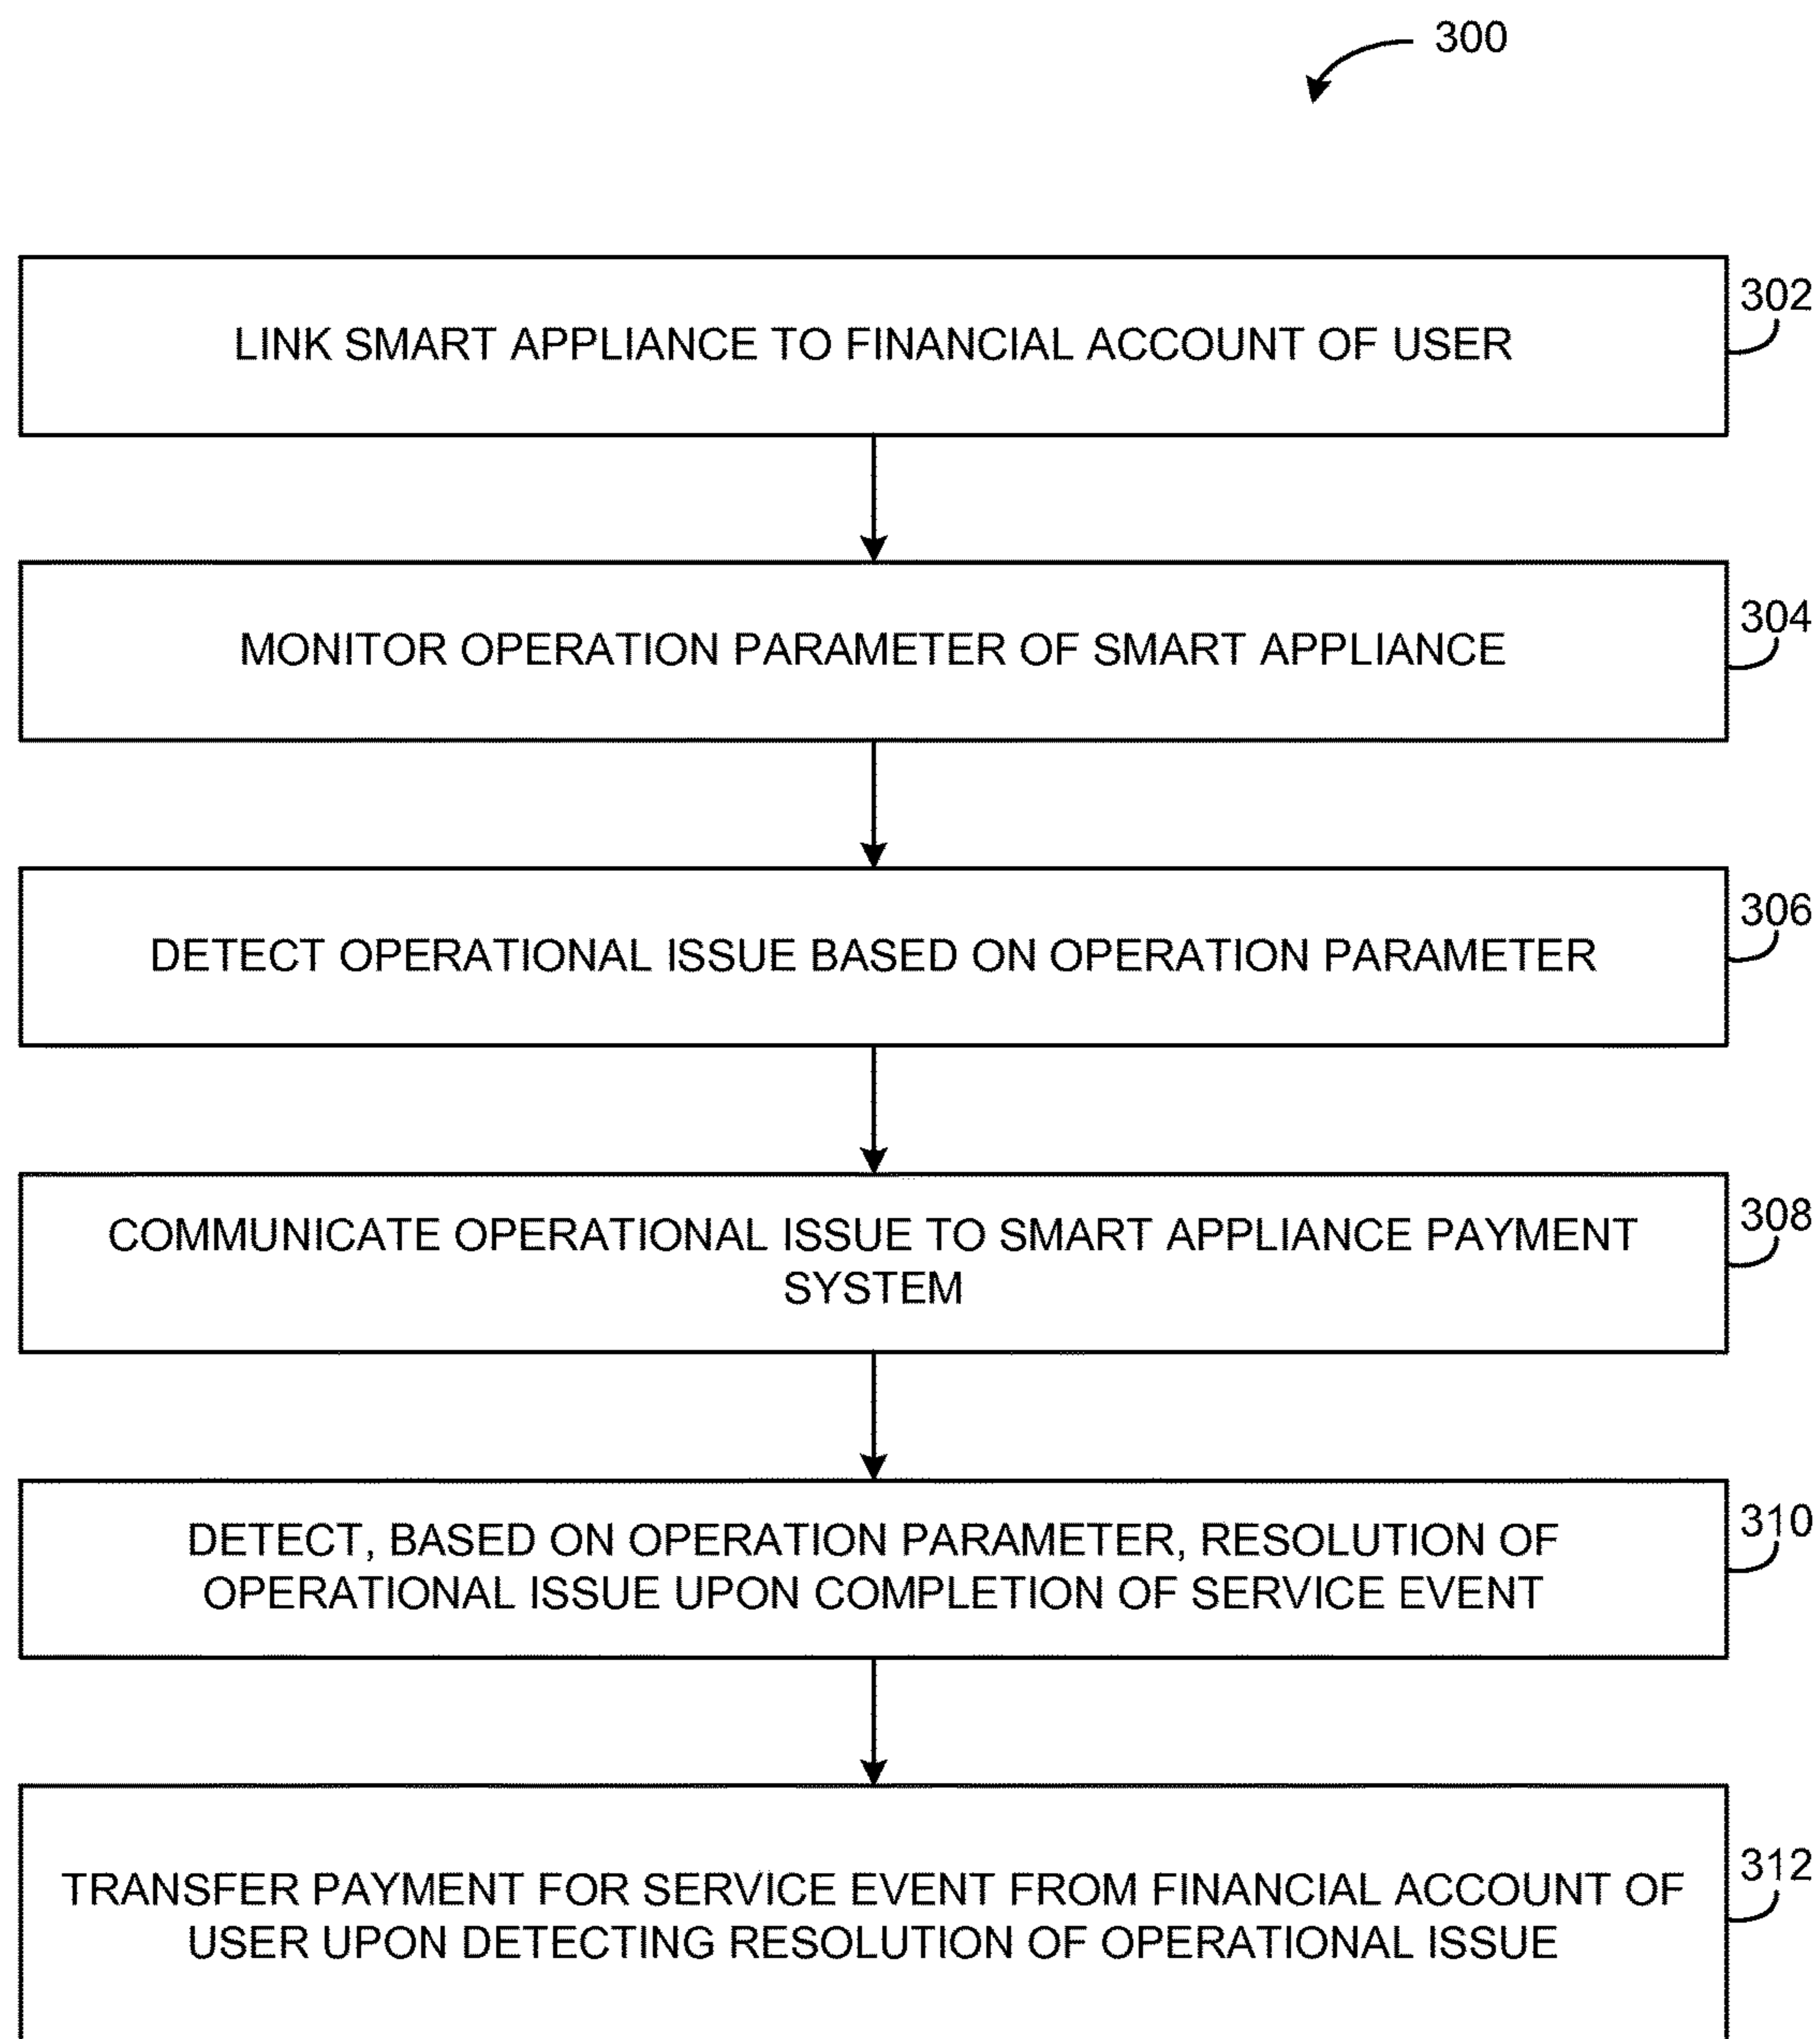 300
302
LINK SMART APPLIANCE TO FINANCIAL ACCOUNT OF USER
304
MONITOR OPERATION PARAMETER OF SMART APPLIANCE
306
DETECT OPERATIONAL ISSUE BASED ON OPERATION PARAMETER
308
COMMUNICATE OPERATIONAL ISSUE TO SMART APPLIANCE PAYMENT
SYSTEM
310
DETECT, BASED ON OPERATION PARAMETER, RESOLUTION OF
OPERATIONAL ISSUE UPON COMPLETION OF SERVICE EVENT
312
TRANSFER PAYMENT FOR SERVICE EVENT FROM FINANCIAL ACCOUNT OF
USER UPON DETECTING RESOLUTION OF OPERATIONAL ISSUE